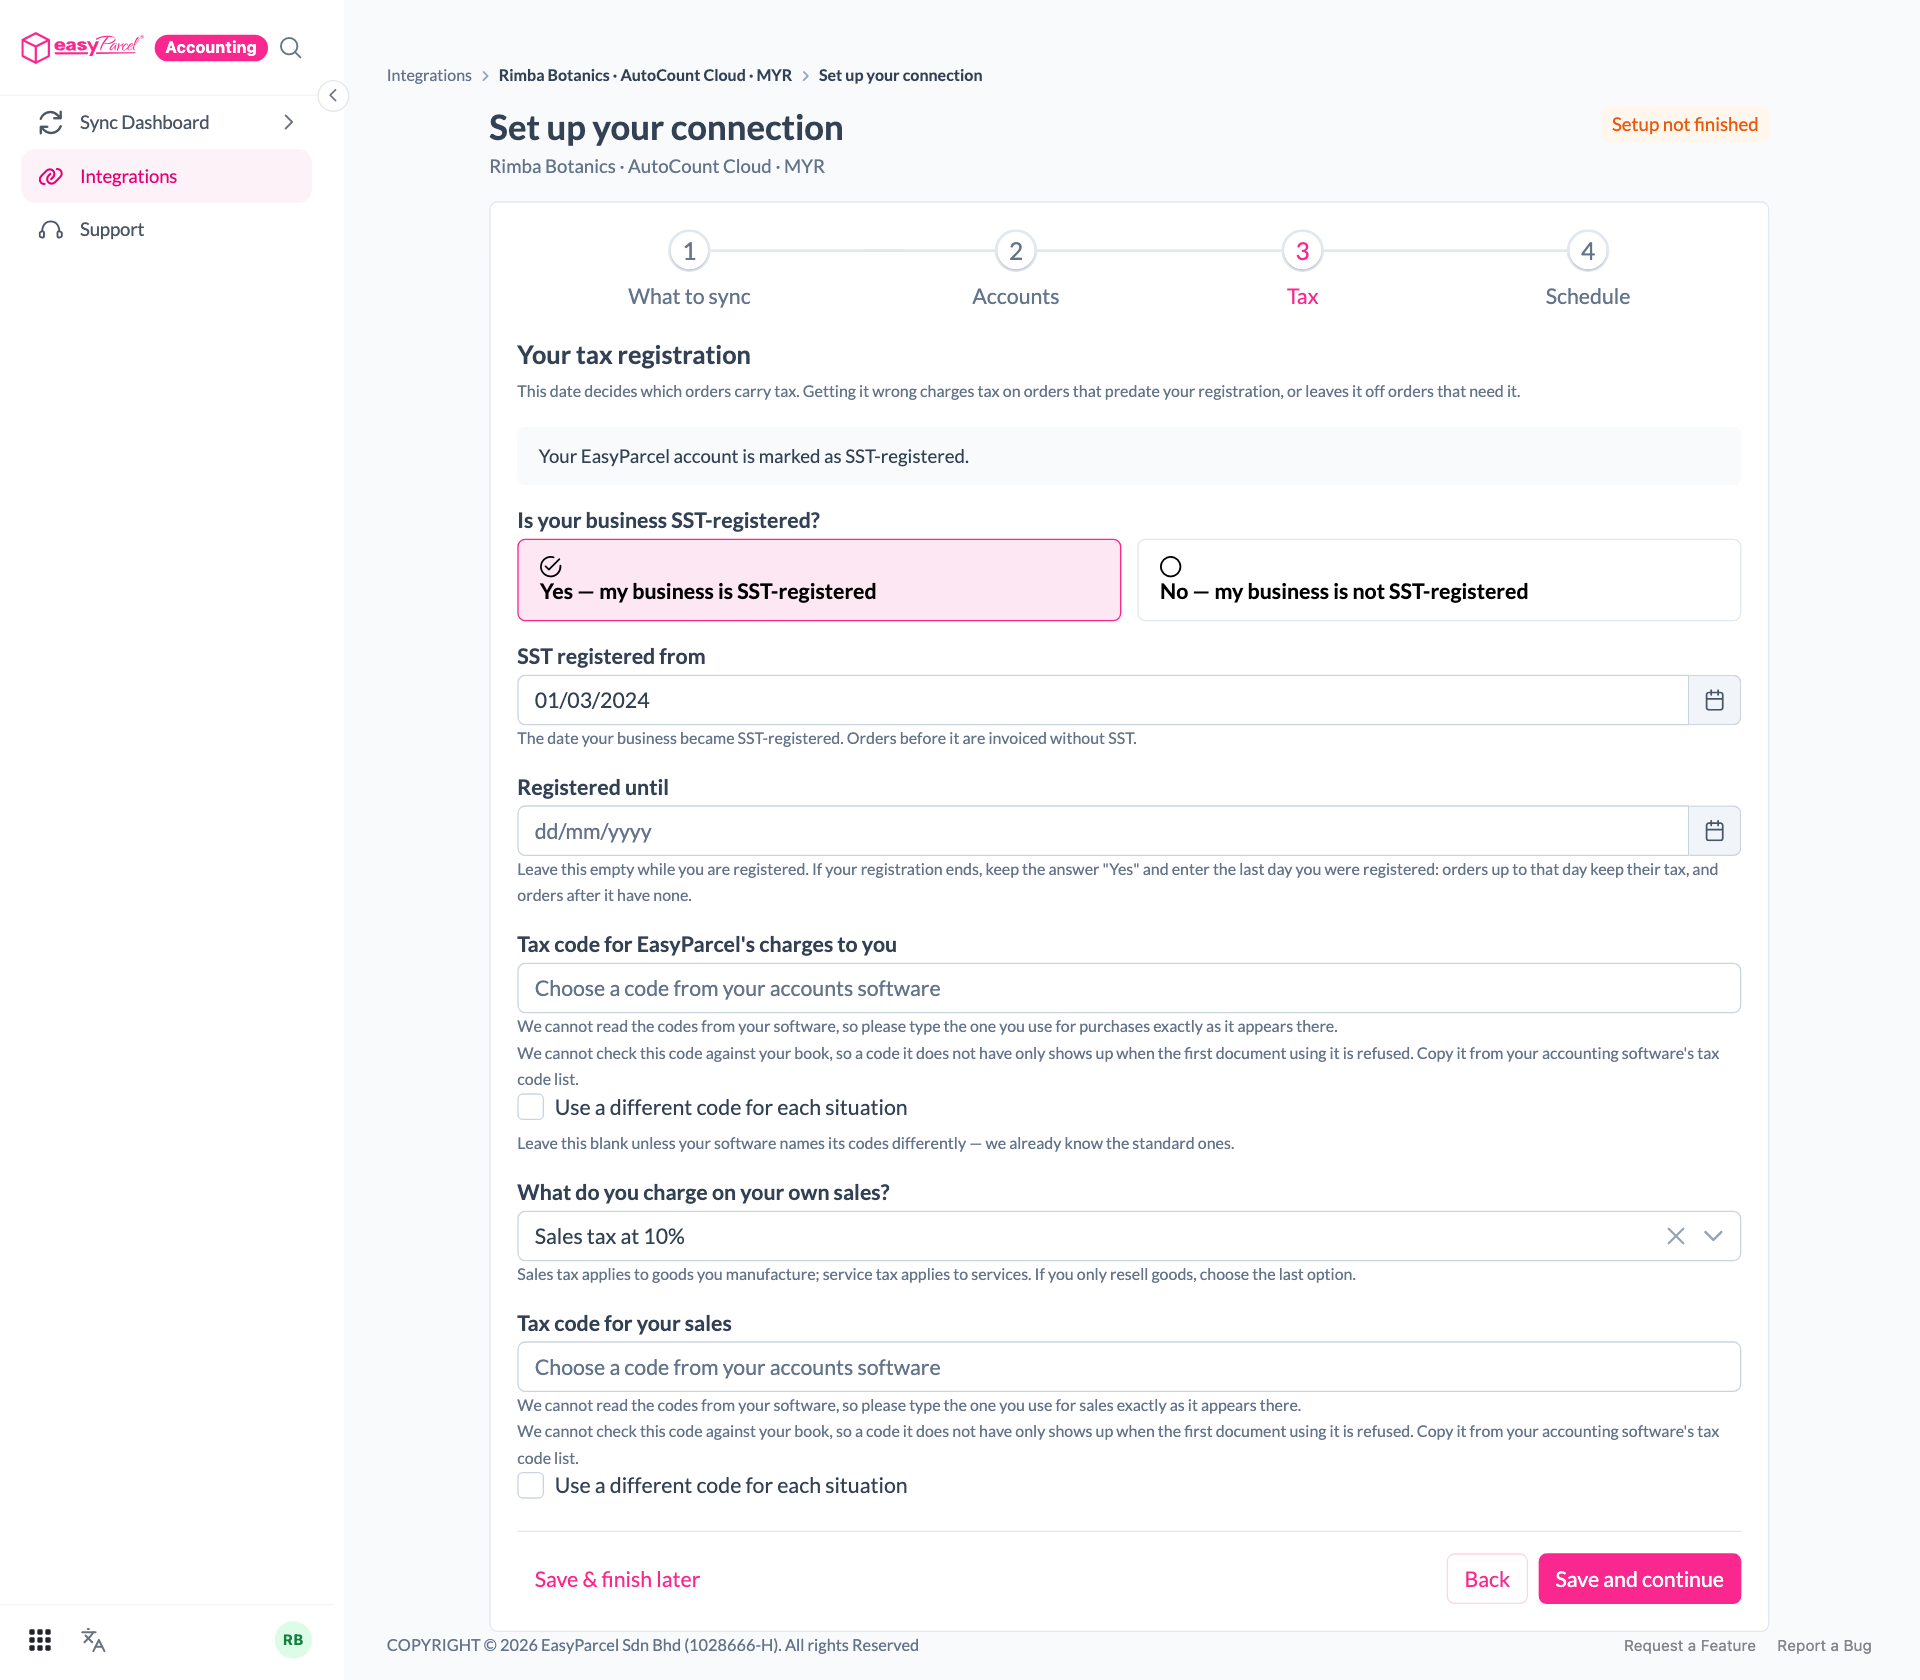 easyParcel
Accounting
Sync Dashboard
Integrations
Support
Integrations > Rimba Botanics · AutoCount Cloud · MYR > Set up your connection
Set up your connection
Setup not finished
Rimba Botanics · AutoCount Cloud · MYR
1
2
3
4
What to sync
Accounts
Tax
Schedule
Your tax registration
This date decides which orders carry tax. Getting it wrong charges tax on orders that predate your registration, or leaves it off orders that need it.
Your EasyParcel account is marked as SST-registered.
Is your business SST-registered?
Yes — my business is SST-registered
No — my business is not SST-registered
SST registered from
01/03/2024
The date your business became SST-registered. Orders before it are invoiced without SST.
Registered until
dd/mm/yyyy
Leave this empty while you are registered. If your registration ends, keep the answer "Yes" and enter the last day you were registered: orders up to that day keep their tax, and
orders after it have none.
Tax code for EasyParcel's charges to you
Choose a code from your accounts software
We cannot read the codes from your software, so please type the one you use for purchases exactly as it appears there.
We cannot check this code against your book, so a code it does not have only shows up when the first document using it is refused. Copy it from your accounting software's tax
code list.
Use a different code for each situation
Leave this blank unless your software names its codes differently — we already know the standard ones.
What do you charge on your own sales?
Sales tax at 10%
Sales tax applies to goods you manufacture; service tax applies to services. If you only resell goods, choose the last option.
Tax code for your sales
Choose a code from your accounts software
We cannot read the codes from your software, so please type the one you use for sales exactly as it appears there.
We cannot check this code against your book, so a code it does not have only shows up when the first document using it is refused. Copy it from your accounting software's tax
code list.
Use a different code for each situation
Save & finish later
Back
Save and continue
RB
COPYRIGHT © 2026 EasyParcel Sdn Bhd (1028666-H). All rights Reserved
Request a Feature
Report a Bug